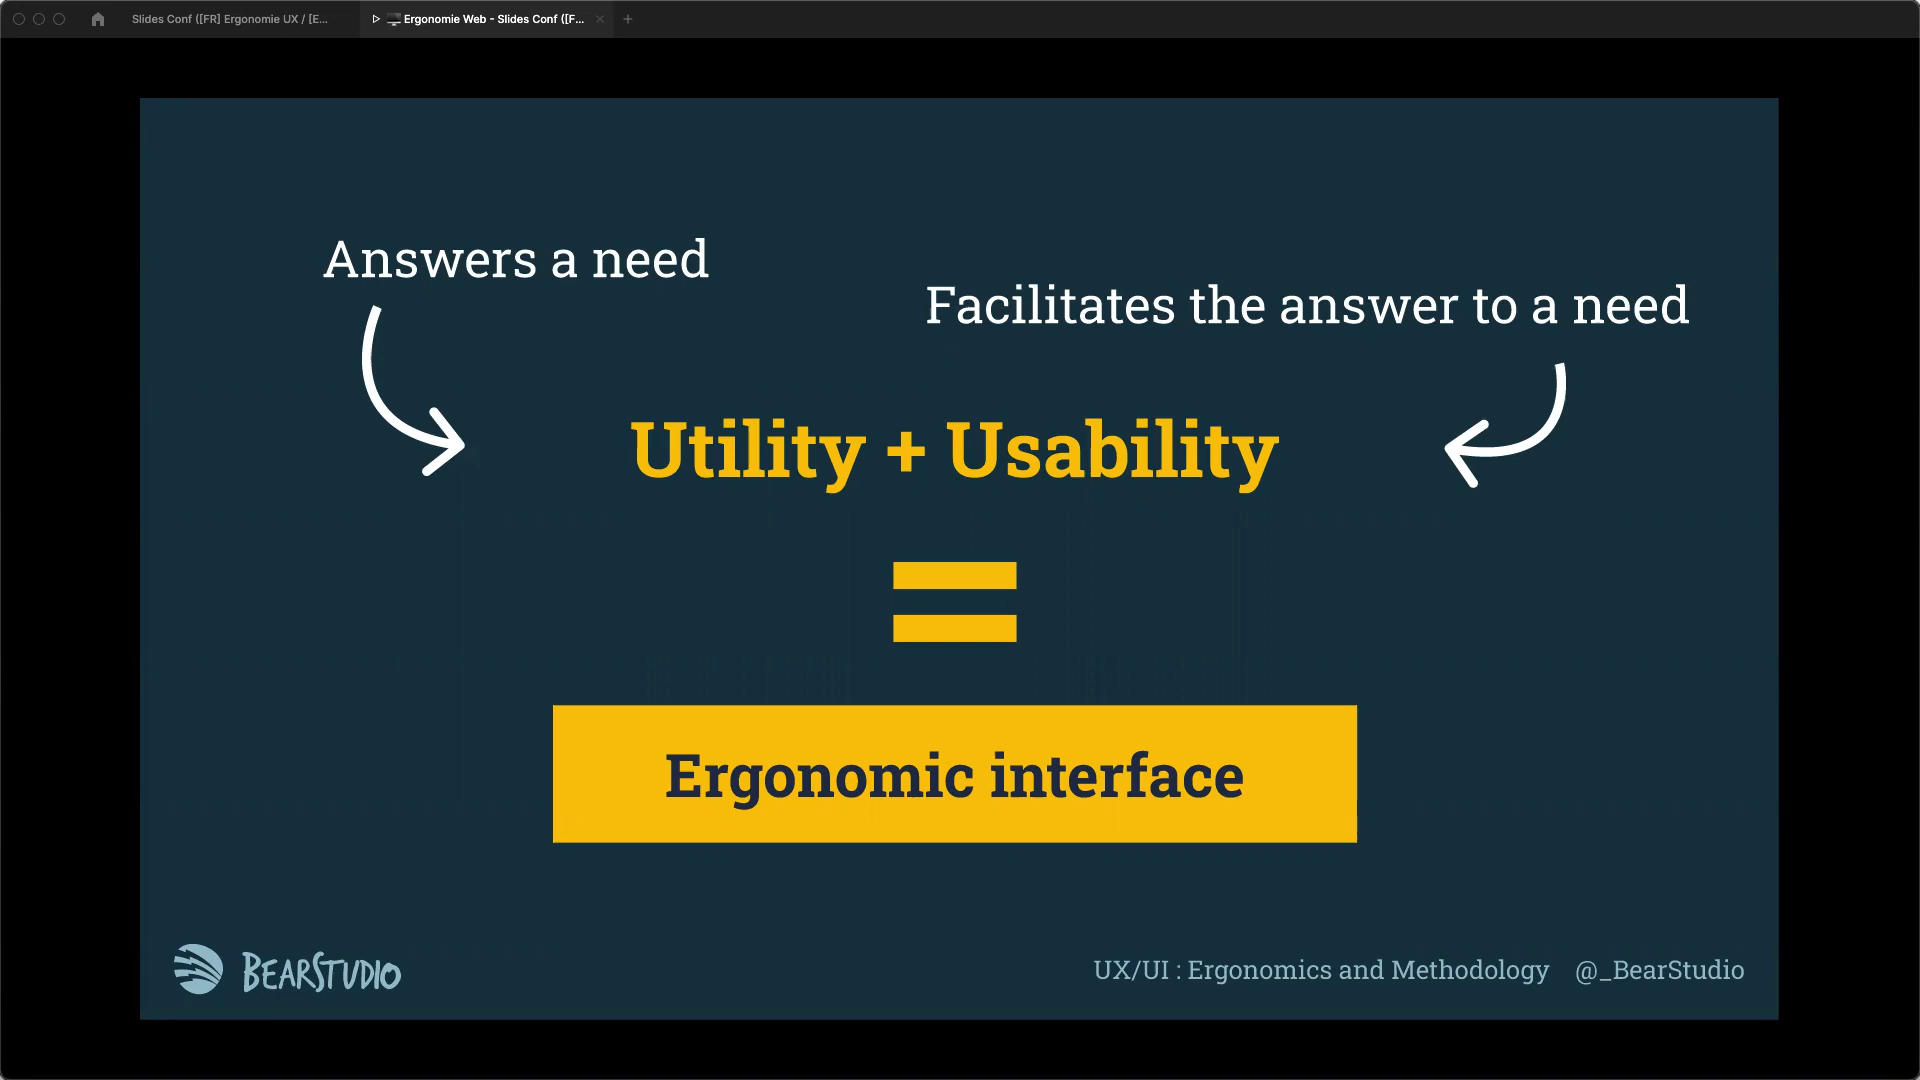 Slides Conf ([FR] Ergonomie UX / [E...
Ergonomie Web - Slides Conf ([F...
Answers a need
Facilitates the answer to a need
Utility + Usability
=
Ergonomic interface
BEARSTUDIO
UX/UI : Ergonomics and Methodology @_BearStudio